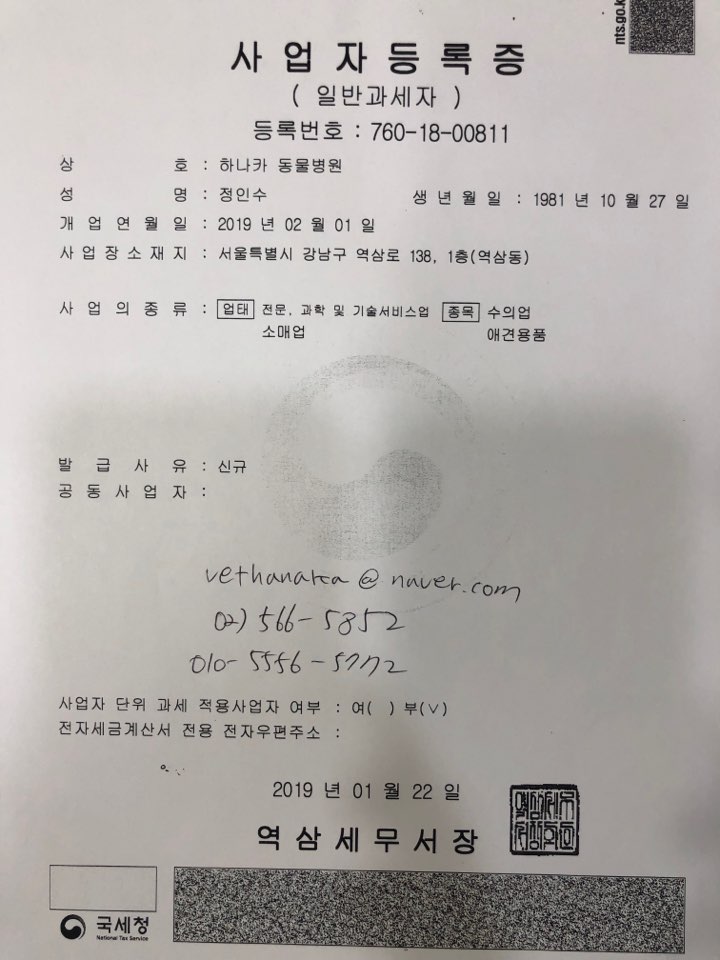 nts.go.k
사업자등록증
( 일반과세자 )
등록번호 : 760-18-00811
상 호 : 하나카 동물병원
성 명 : 정인수 생년월일 : 1981 년 10 월 27 일
개업연월일 : 2019 년 02 월 01 일
사업장소재지 : 서울특별시 강남구 역삼로 138, 1층(역삼동)
사업의종류 : 업태 전문, 과학 및 기술서비스업 종목 수의업
소매업 애견용품
발급사유 : 신규
공동사업자 :
vethanaka @ naver.com
02) 566-5852
010-5556-5772
사업자 단위 과세 적용사업자 여부 : 여( ) 부(∨)
전자세금계산서 전용 전자우편주소 :
2019 년 01 월 22 일
역삼세무서장
국세청
National Tax Service